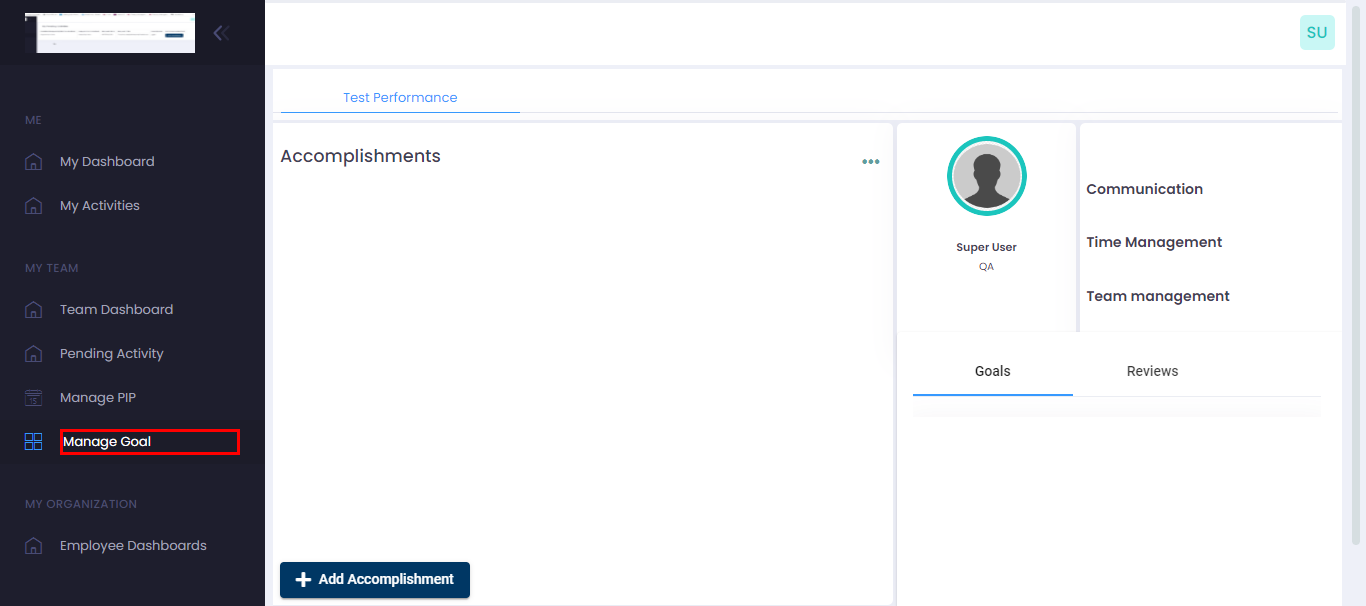 SU
ME
My Dashboard
My Activities
MY TEAM
Team Dashboard
Pending Activity
Manage PIP
15
Manage Goal
MY ORGANIZATION
Employee Dashboards
Test Performance
Accomplishments
Add Accomplishment
Super User
QA
Communication
Time Management
Team management
Goals
Reviews